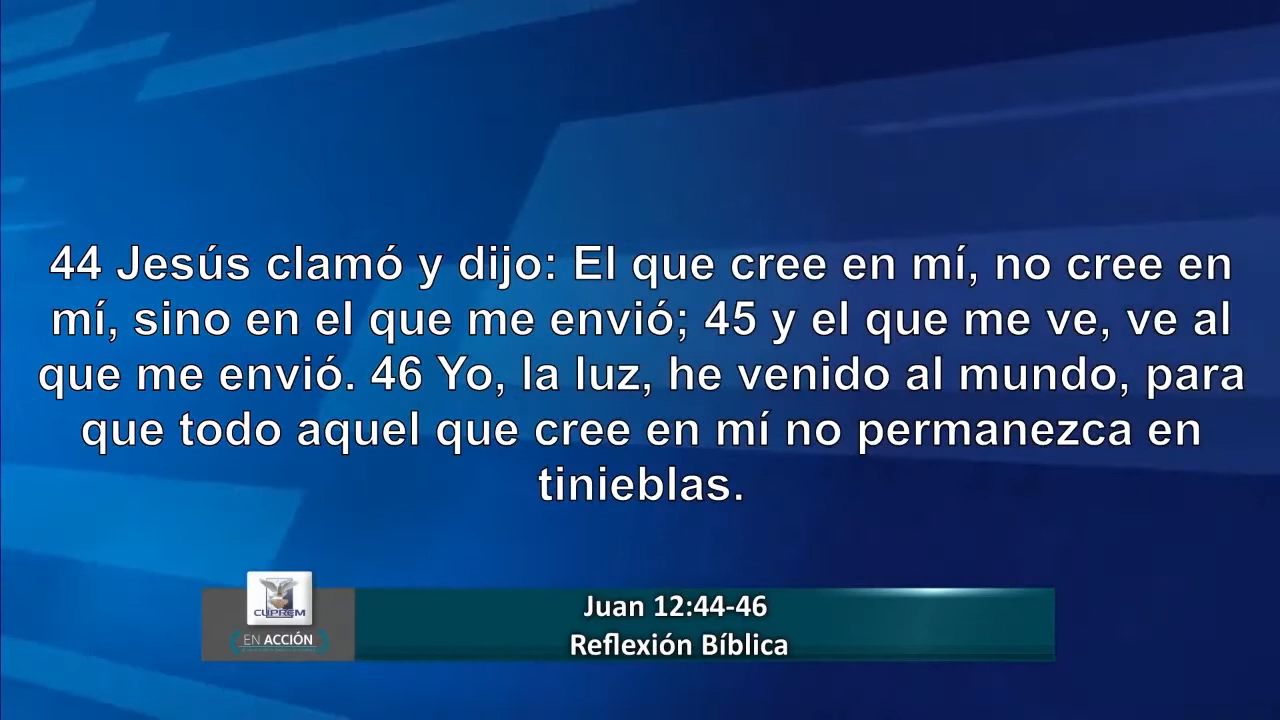 44 Jesús clamó y dijo: El que cree en mí, no cree en
mí, sino en el que me envió; 45 y el que me ve, ve al
que me envió. 46 Yo, la luz, he venido al mundo, para
que todo aquel que cree en mí no permanezca en
tinieblas.
CUPREM
EN ACCIÓN
Juan 12:44-46
Reflexión Bíblica